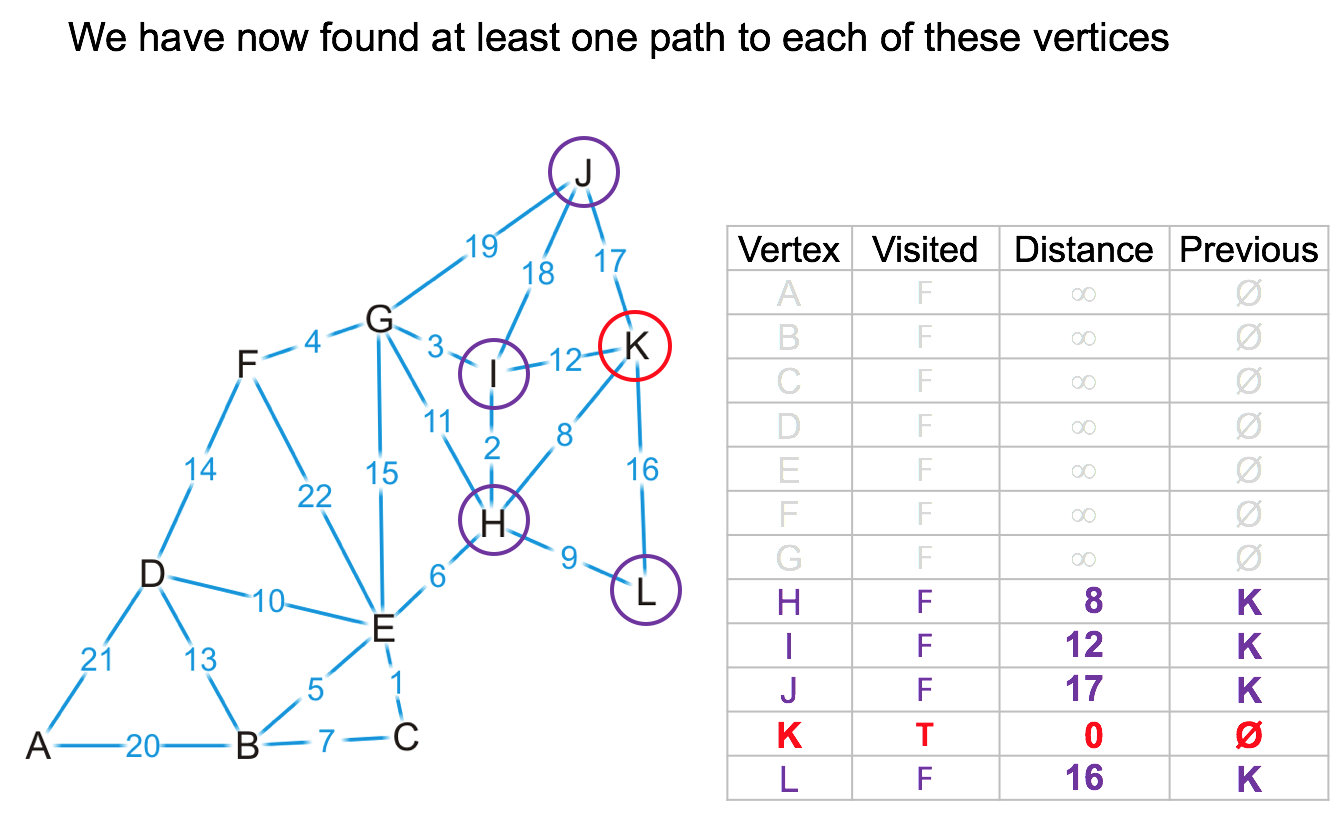 We have now found at least one path to each of these vertices
J
19
18
17
G
4
3
I
12
K
F
11
2
8
14
15
16
22
H
9
D
6
L
10
E
21
13
5
1
A
20
B
7
C
Vertex Visited Distance Previous
A F ∞ Ø
B F ∞ Ø
C F ∞ Ø
D F ∞ Ø
E F ∞ Ø
F F ∞ Ø
G F ∞ Ø
H F 8 K
I F 12 K
J F 17 K
K T 0 Ø
L F 16 K